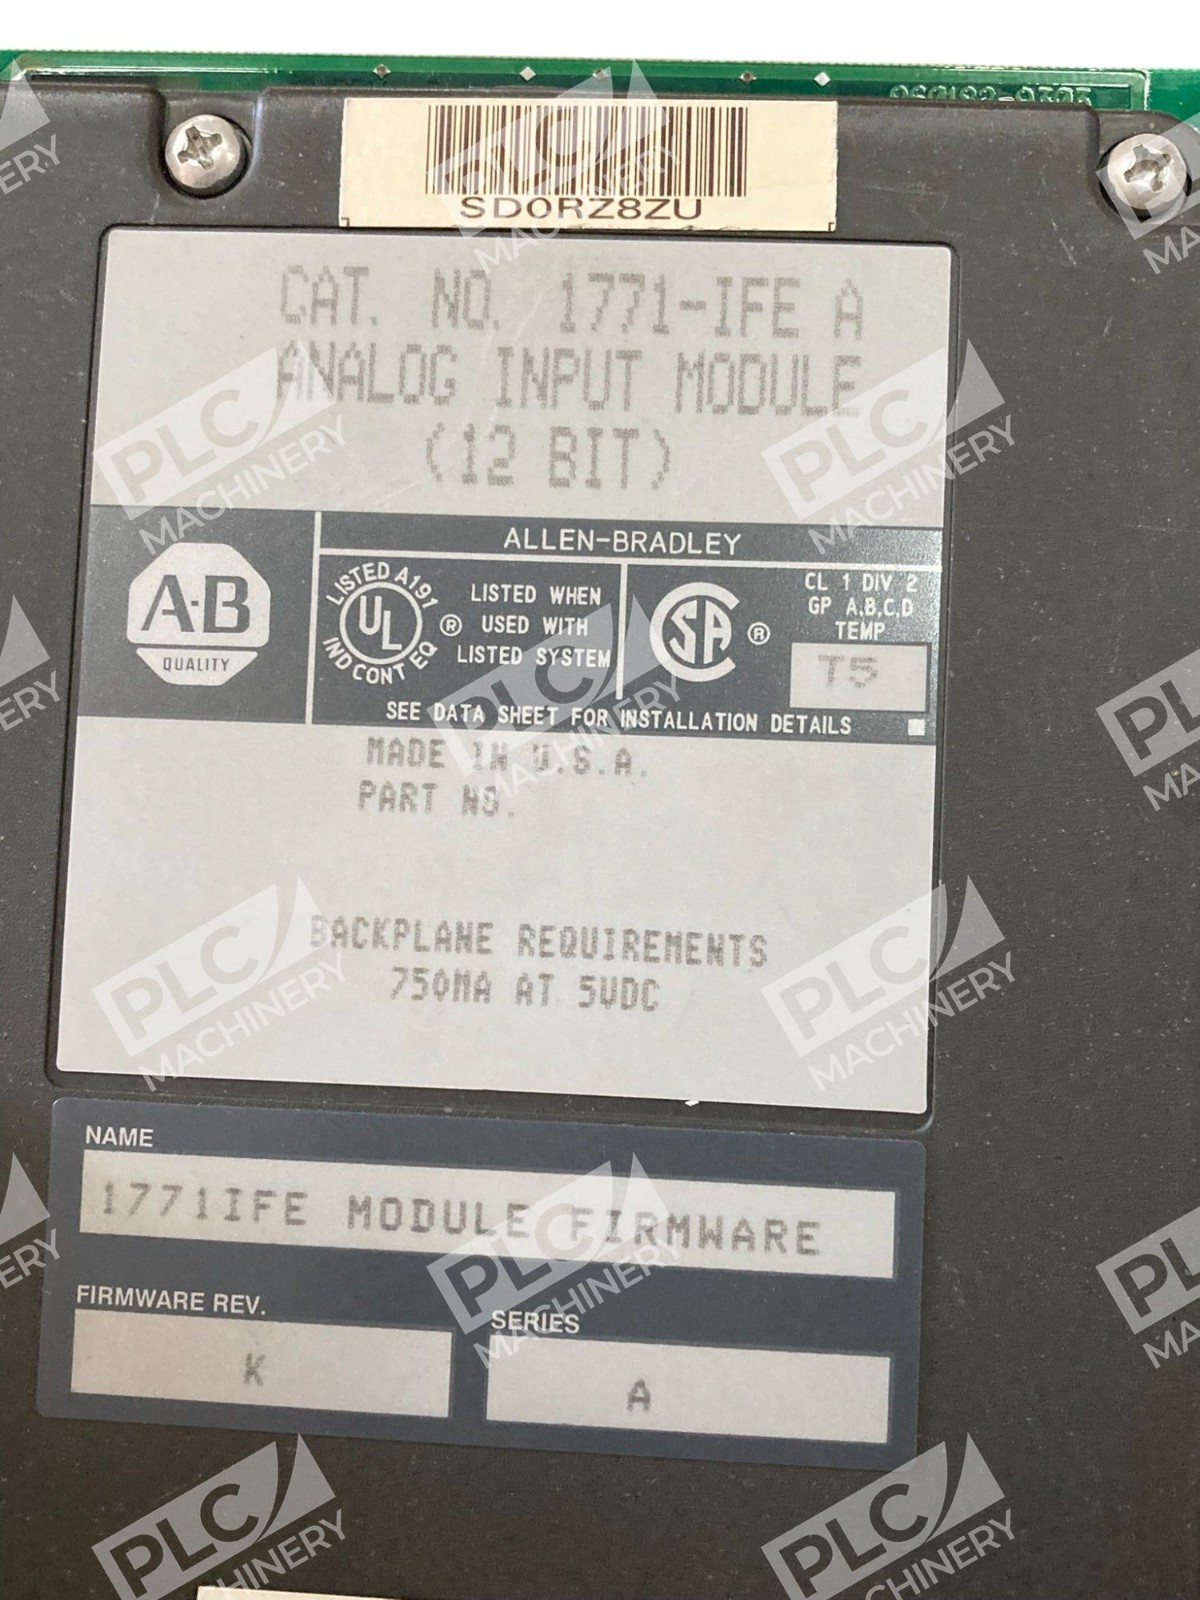 SD0RZ8ZU
CAT. NO. 1771-IFE A
ANALOG INPUT MODULE
(12 BIT)
ALLEN-BRADLEY
A-B
QUALITY
LISTED A191
UL
IND CONT EQ
®
LISTED WHEN
USED WITH
LISTED SYSTEM
SA
®
CL 1 DIV 2
GP A,B,C,D
TEMP
T5
SEE DATA SHEET FOR INSTALLATION DETAILS
MADE IN U.S.A.
PART NO.
BACKPLANE REQUIREMENTS
750MA AT 5VDC
NAME
1771IFE MODULE FIRMWARE
FIRMWARE REV.
K
SERIES
A
PLC
MACHINERY